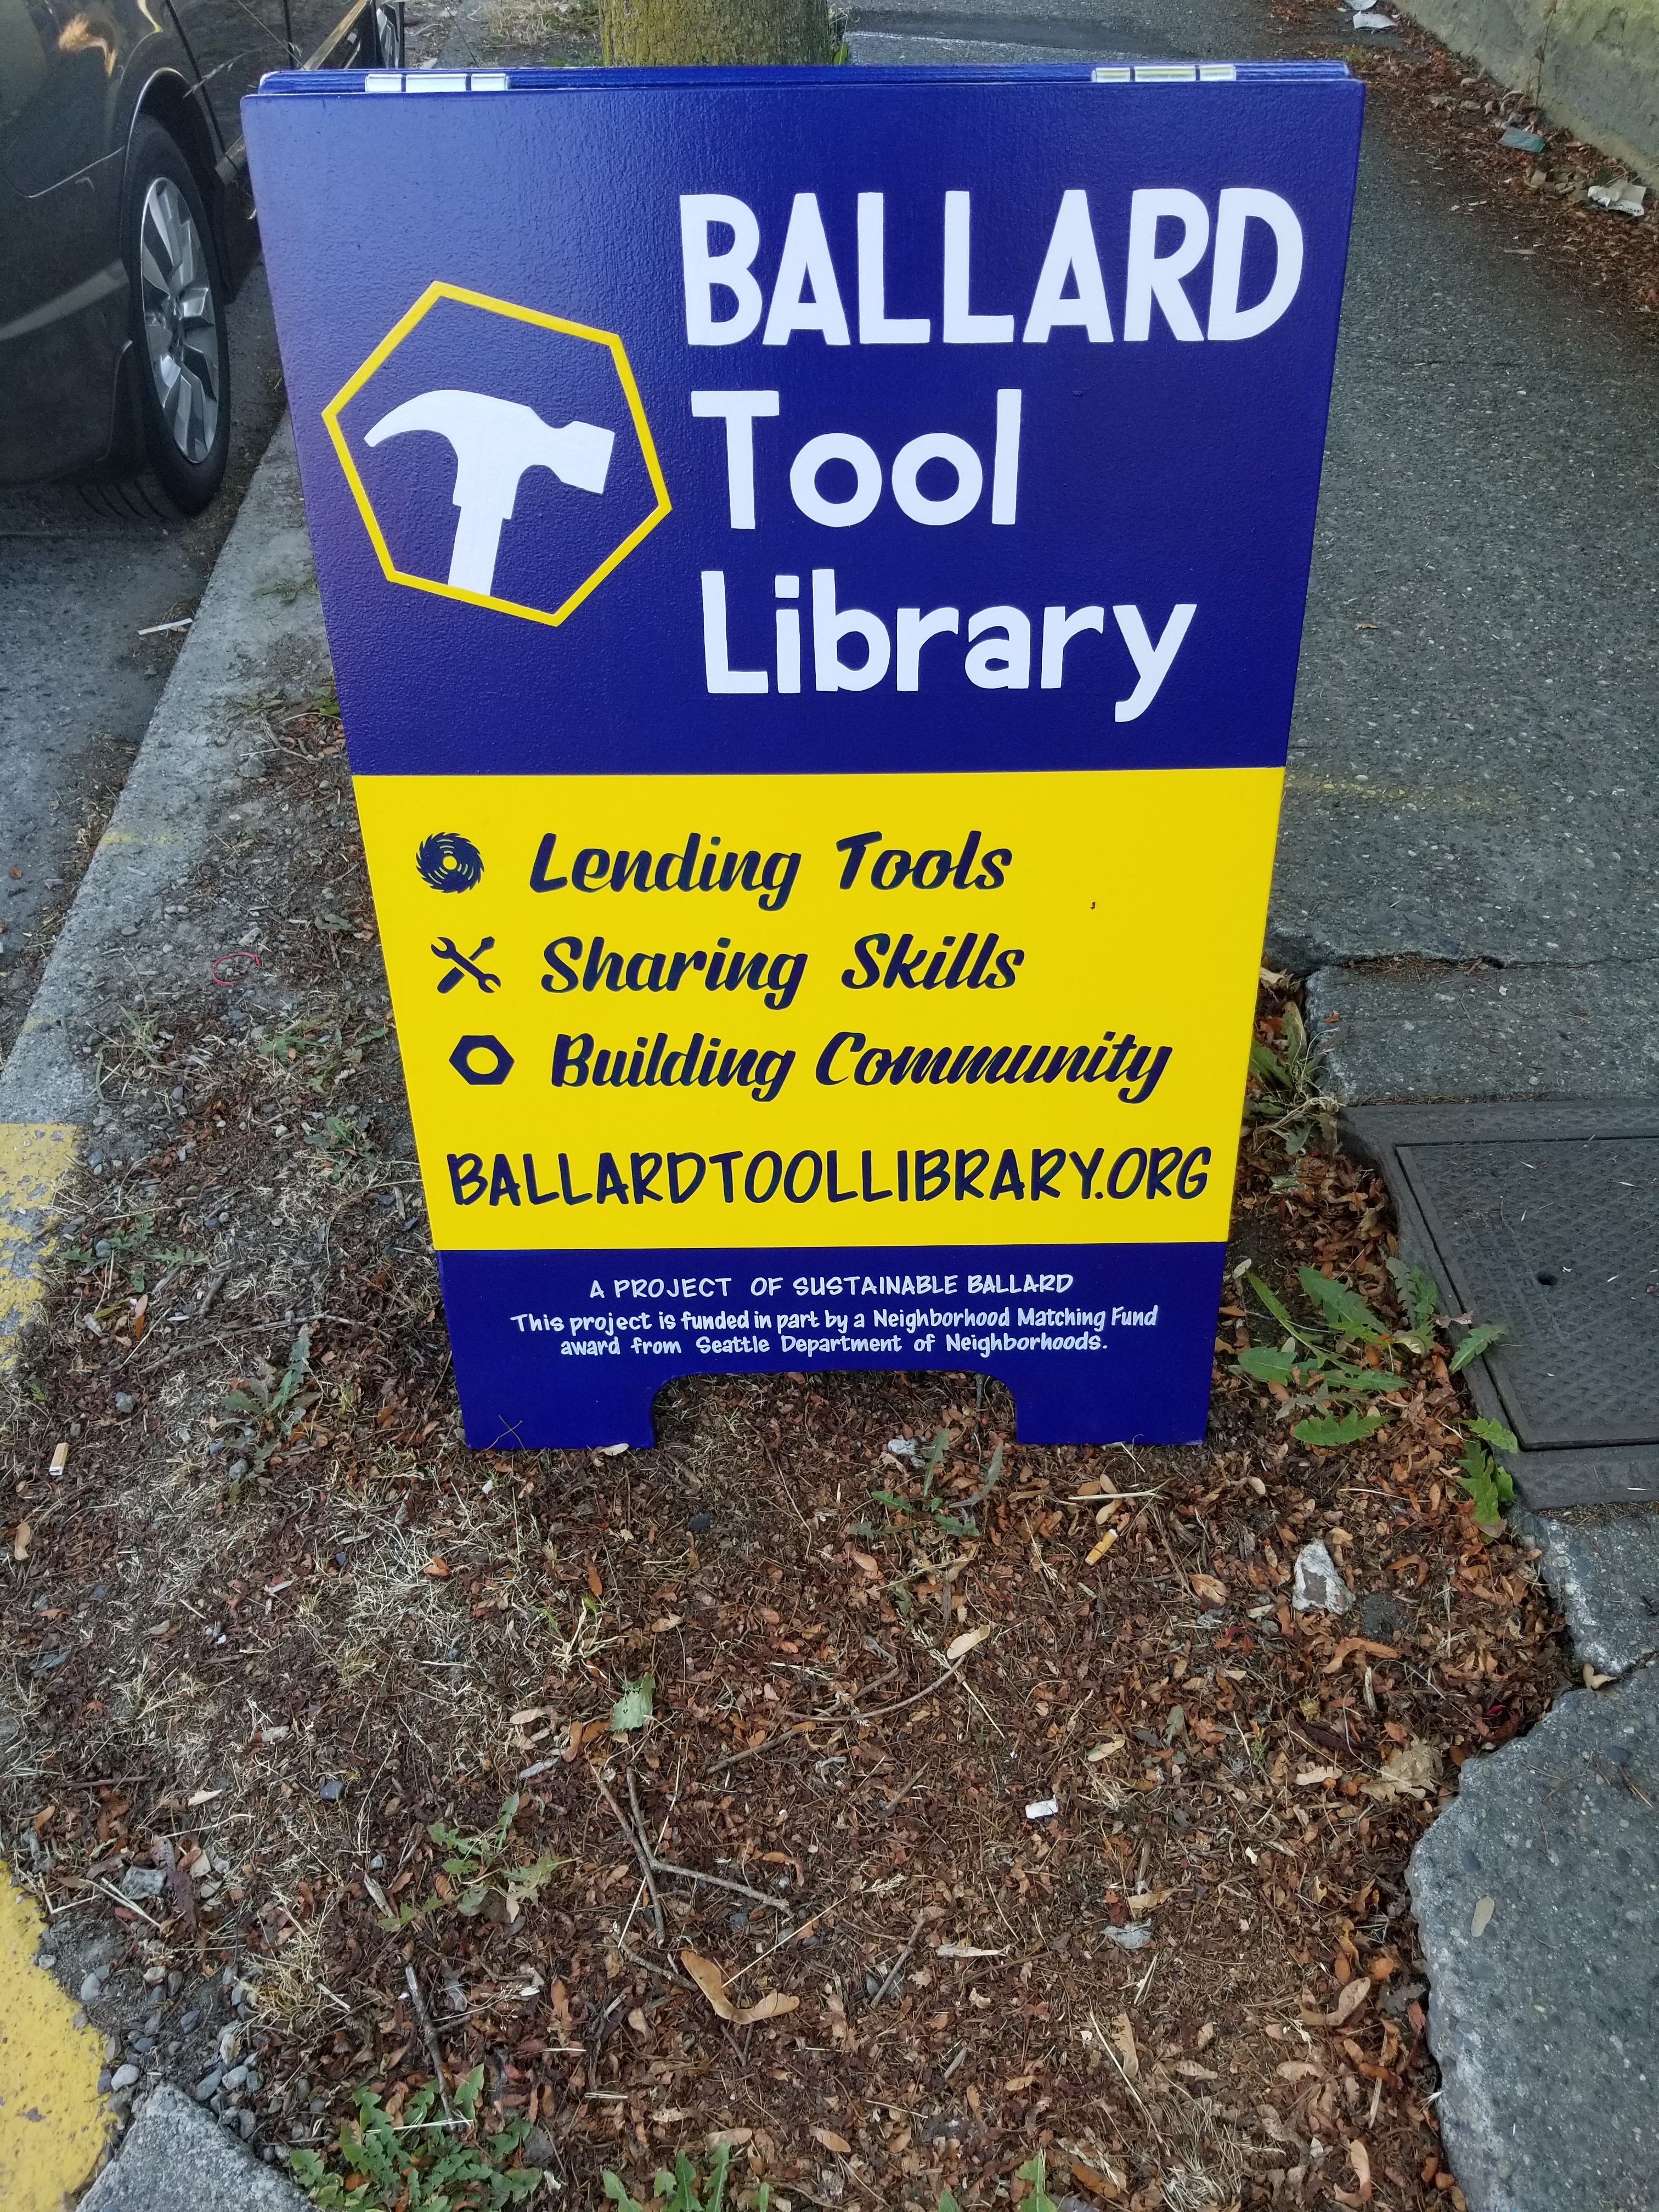 BALLARD
Tool
Library
Lending Tools
Sharing Skills
Building Community
BALLARDTOOLLIBRARY.ORG
A PROJECT OF SUSTAINABLE BALLARD
This project is funded in part by a Neighborhood Matching Fund
award from Seattle Department of Neighborhoods.